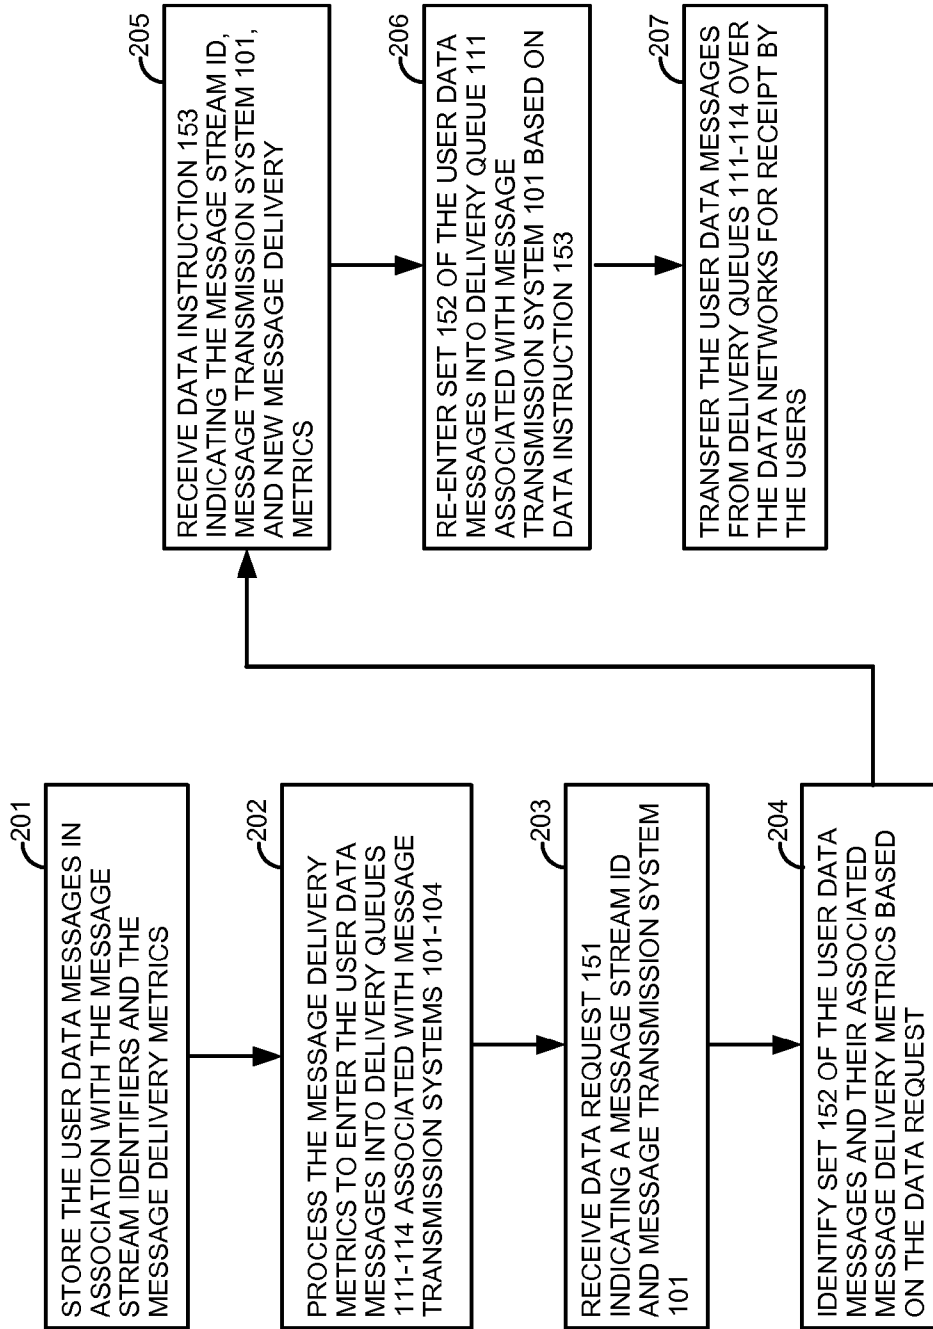 201
STORE THE USER DATA MESSAGES IN
ASSOCIATION WITH THE MESSAGE
STREAM IDENTIFIERS AND THE
MESSAGE DELIVERY METRICS
202
PROCESS THE MESSAGE DELIVERY
METRICS TO ENTER THE USER DATA
MESSAGES INTO DELIVERY QUEUES
111-114 ASSOCIATED WITH MESSAGE
TRANSMISSION SYSTEMS 101-104
203
RECEIVE DATA REQUEST 151
INDICATING A MESSAGE STREAM ID
AND MESSAGE TRANSMISSION SYSTEM
101
204
IDENTIFY SET 152 OF THE USER DATA
MESSAGES AND THEIR ASSOCIATED
MESSAGE DELIVERY METRICS BASED
ON THE DATA REQUEST
205
RECEIVE DATA INSTRUCTION 153
INDICATING THE MESSAGE STREAM ID,
MESSAGE TRANSMISSION SYSTEM 101,
AND NEW MESSAGE DELIVERY
METRICS
206
RE-ENTER SET 152 OF THE USER DATA
MESSAGES INTO DELIVERY QUEUE 111
ASSOCIATED WITH MESSAGE
TRANSMISSION SYSTEM 101 BASED ON
DATA INSTRUCTION 153
207
TRANSFER THE USER DATA MESSAGES
FROM DELIVERY QUEUES 111-114 OVER
THE DATA NETWORKS FOR RECEIPT BY
THE USERS